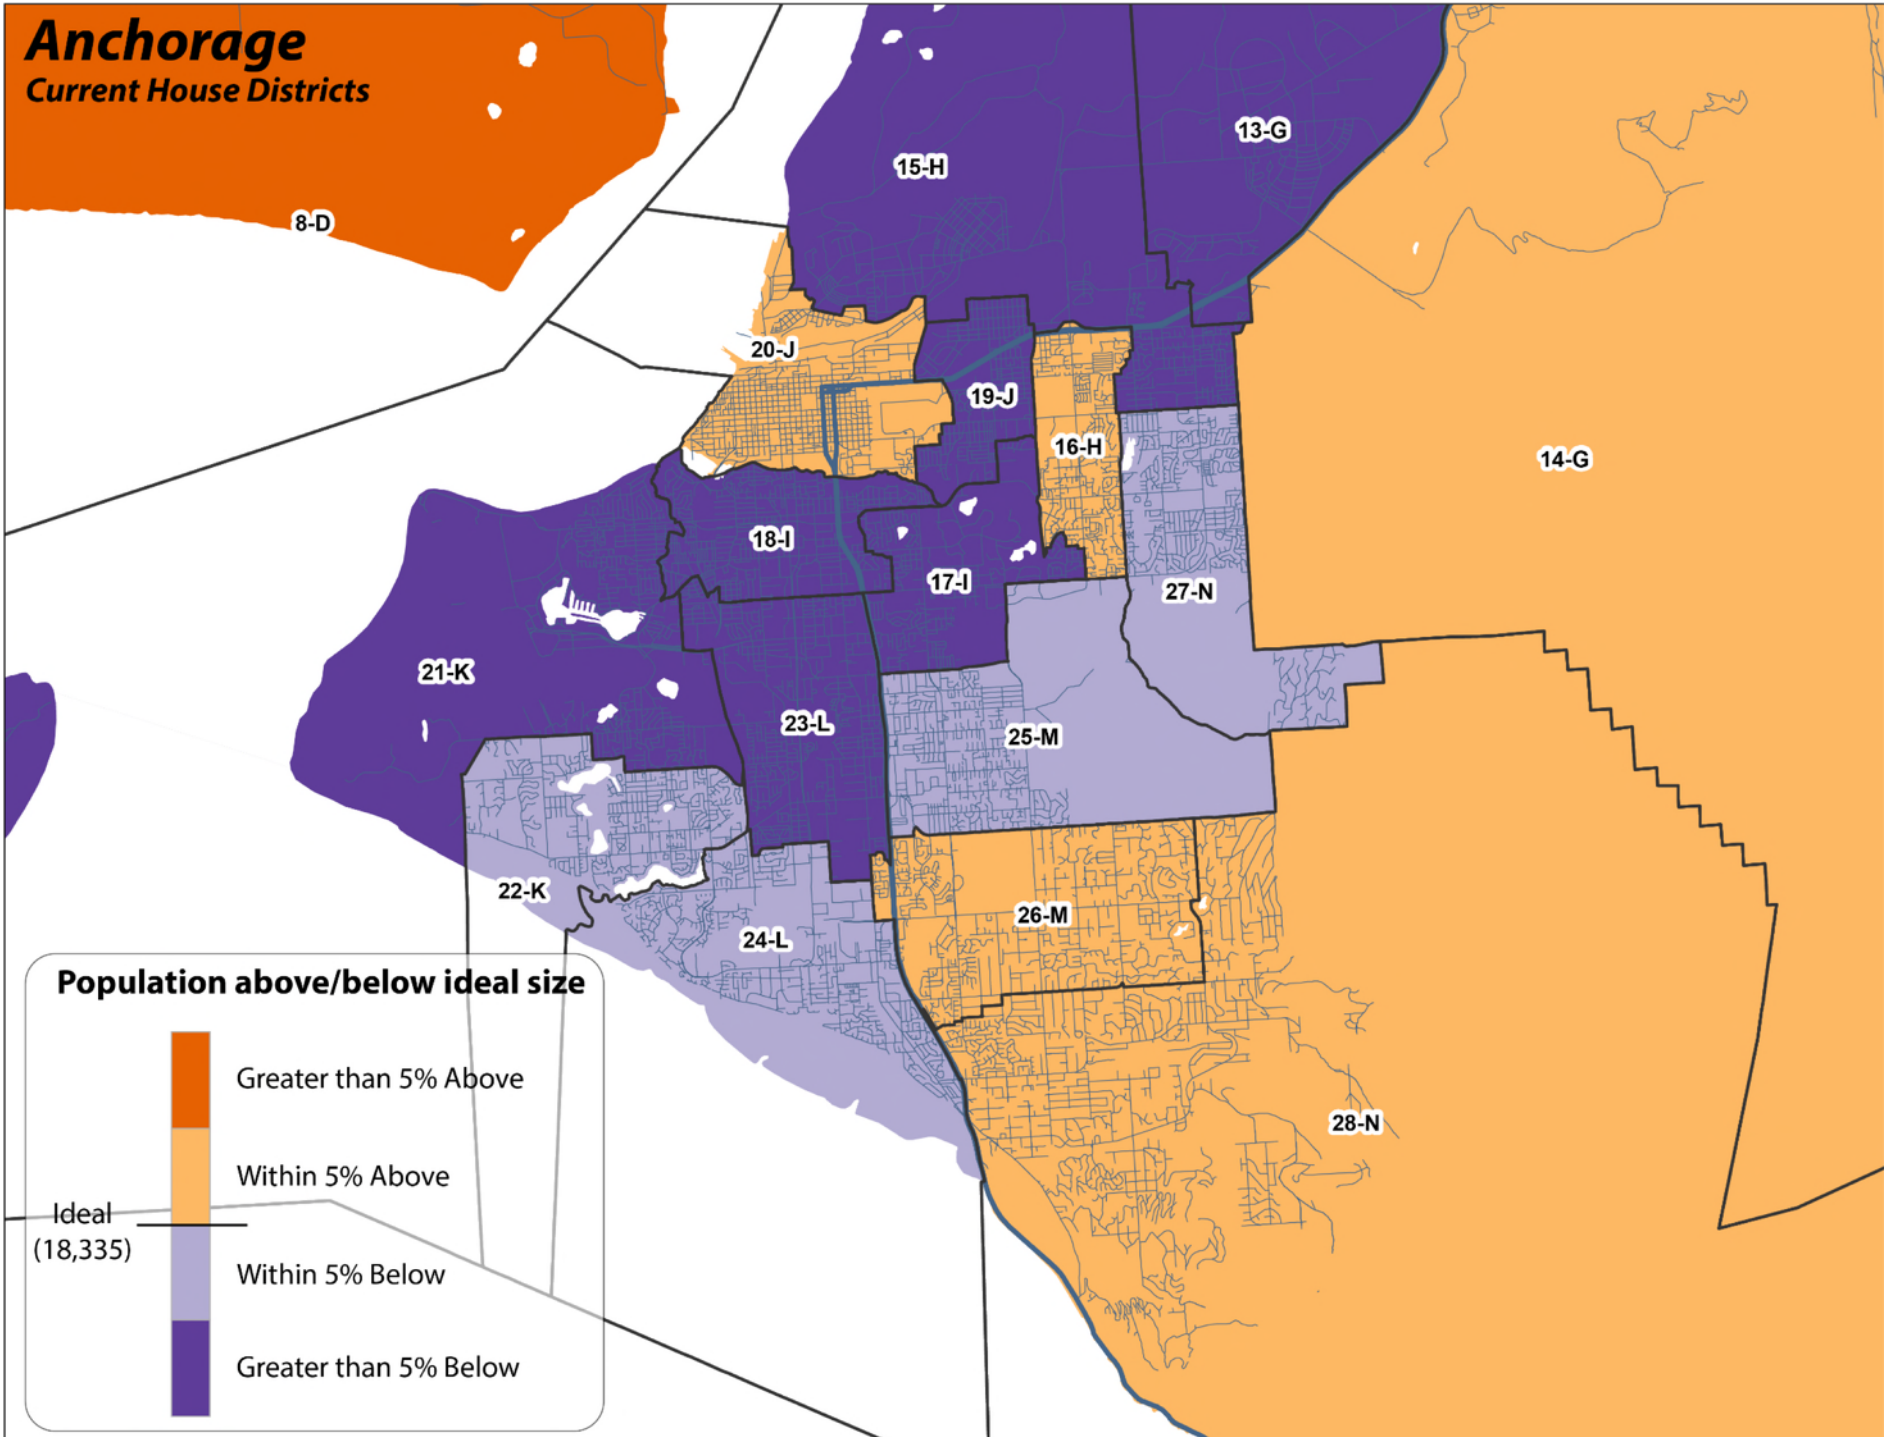 Anchorage
Current House Districts
13-G
15-H
8-D
20-J
19-J
16-H
14-G
18-I
17-I
27-N
21-K
23-L
25-M
22-K
26-M
24-L
28-N
Population above/below ideal size
Greater than 5% Above
Within 5% Above
Ideal
(18,335)
Within 5% Below
Greater than 5% Below